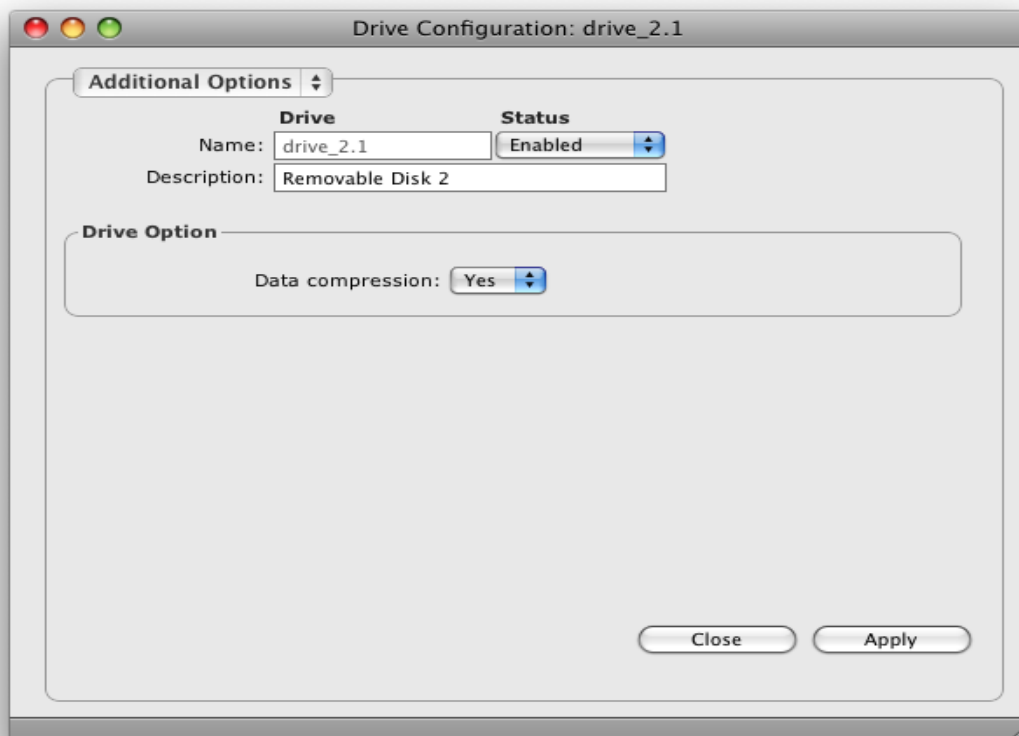 Drive Configuration: drive_2.1
Additional Options
Drive Status
Name: drive_2.1 Enabled
Description: Removable Disk 2
Drive Option
Data compression: Yes
Close Apply